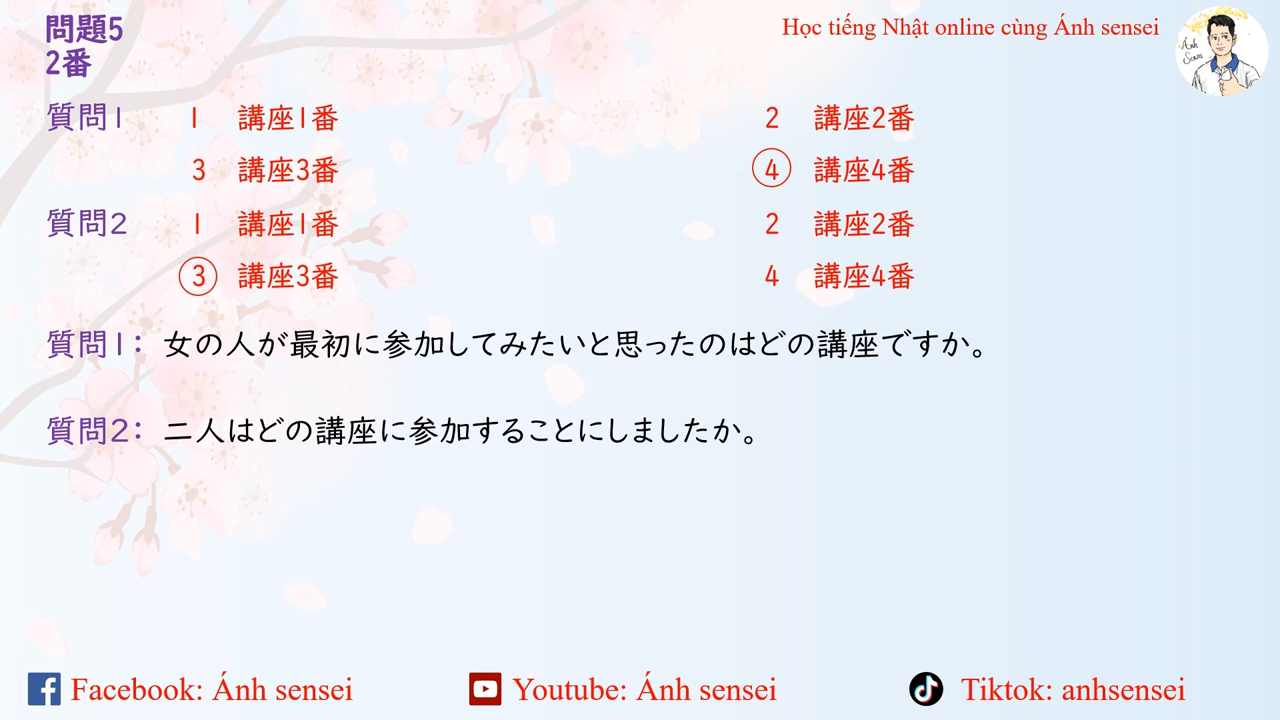 問題5
2番
Học tiếng Nhật online cùng Ánh sensei
Ánh Sensei
質問1 1 講座1番 2 講座2番
3 講座3番 4 講座4番
質問2 1 講座1番 2 講座2番
3 講座3番 4 講座4番
質問1：女の人が最初に参加してみたいと思ったのはどの講座ですか。
質問2：二人はどの講座に参加することにしましたか。
Facebook: Ánh sensei Youtube: Ánh sensei Tiktok: anhsensei